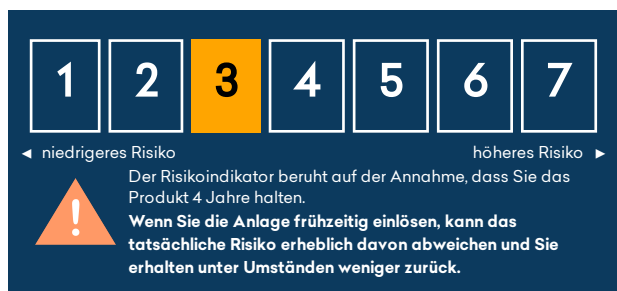 1 2 3 4 5 6 7
◄ niedrigeres Risiko höheres Risiko ►
Der Risikoindikator beruht auf der Annahme, dass Sie das
Produkt 4 Jahre halten.
Wenn Sie die Anlage frühzeitig einlösen, kann das
tatsächliche Risiko erheblich davon abweichen und Sie
erhalten unter Umständen weniger zurück.
!